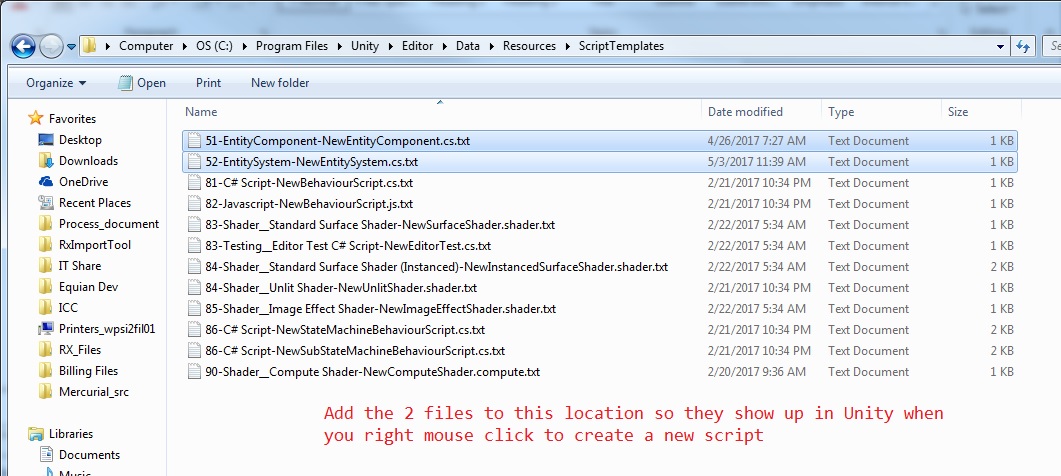 Computer OS (C:) Program Files Unity Editor Data Resources ScriptTemplates
Organize Open Print New folder
Name Date modified Type Size
Favorites
Desktop
Downloads
OneDrive
Recent Places
Process_document
RxImportTool
IT Share
Equian Dev
ICC
Printers_wpsi2fil01
RX_Files
Billing Files
Mercurial_src
Libraries
Documents
Music
51-EntityComponent-NewEntityComponent.cs.txt 4/26/2017 7:27 AM Text Document 1 KB
52-EntitySystem-NewEntitySystem.cs.txt 5/3/2017 11:39 AM Text Document 1 KB
81-C# Script-NewBehaviourScript.cs.txt 2/21/2017 10:34 PM Text Document 1 KB
82-Javascript-NewBehaviourScript.js.txt 2/21/2017 10:34 PM Text Document 1 KB
83-Shader__Standard Surface Shader-NewSurfaceShader.shader.txt 2/22/2017 5:34 AM Text Document 1 KB
83-Testing__Editor Test C# Script-NewEditorTest.cs.txt 2/22/2017 5:34 AM Text Document 1 KB
84-Shader__Standard Surface Shader (Instanced)-NewInstancedSurfaceShader.shader.txt 2/22/2017 5:34 AM Text Document 2 KB
84-Shader__Unlit Shader-NewUnlitShader.shader.txt 2/21/2017 10:34 PM Text Document 1 KB
85-Shader__Image Effect Shader-NewImageEffectShader.shader.txt 2/22/2017 5:34 AM Text Document 1 KB
86-C# Script-NewStateMachineBehaviourScript.cs.txt 2/21/2017 10:34 PM Text Document 2 KB
86-C# Script-NewSubStateMachineBehaviourScript.cs.txt 2/21/2017 10:34 PM Text Document 2 KB
90-Shader__Compute Shader-NewComputeShader.compute.txt 2/20/2017 9:36 AM Text Document 1 KB
Add the 2 files to this location so they show up in Unity when
you right mouse click to create a new script